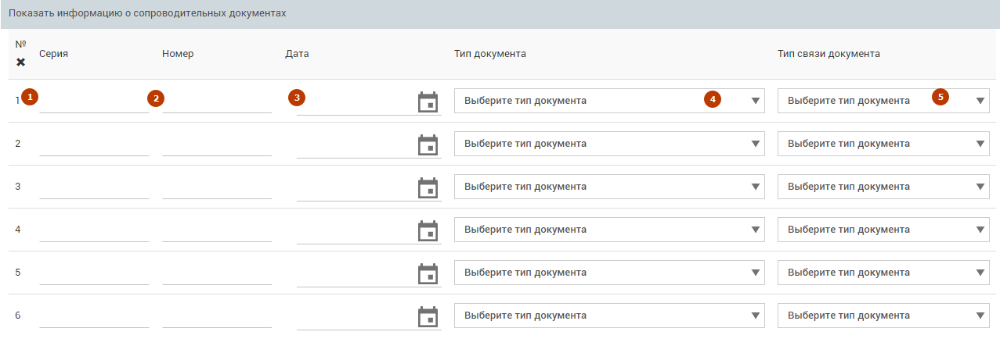 Показать информацию о сопроводительных документах
№ Серия Номер Дата Тип документа Тип связи документа
1 1 2 3 Выберите тип документа 4 Выберите тип документа 5
2 Выберите тип документа Выберите тип документа
3 Выберите тип документа Выберите тип документа
4 Выберите тип документа Выберите тип документа
5 Выберите тип документа Выберите тип документа
6 Выберите тип документа Выберите тип документа